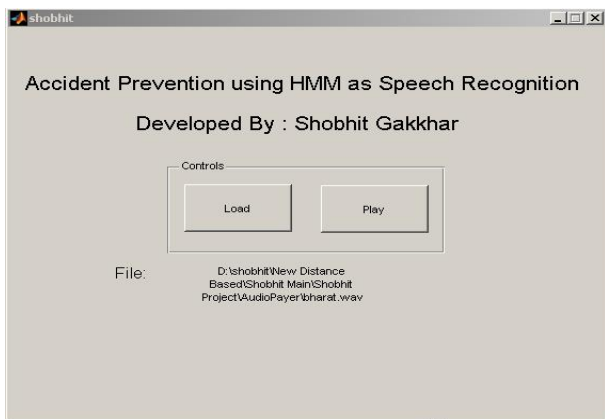 shobhit
Accident Prevention using HMM as Speech Recognition
Developed By : Shobhit Gakkhar
Controls
Load
Play
File:
D:\shobhit\New Distance
Based\Shobhit Main\Shobhit
Project\AudioPayer\bharat.wav